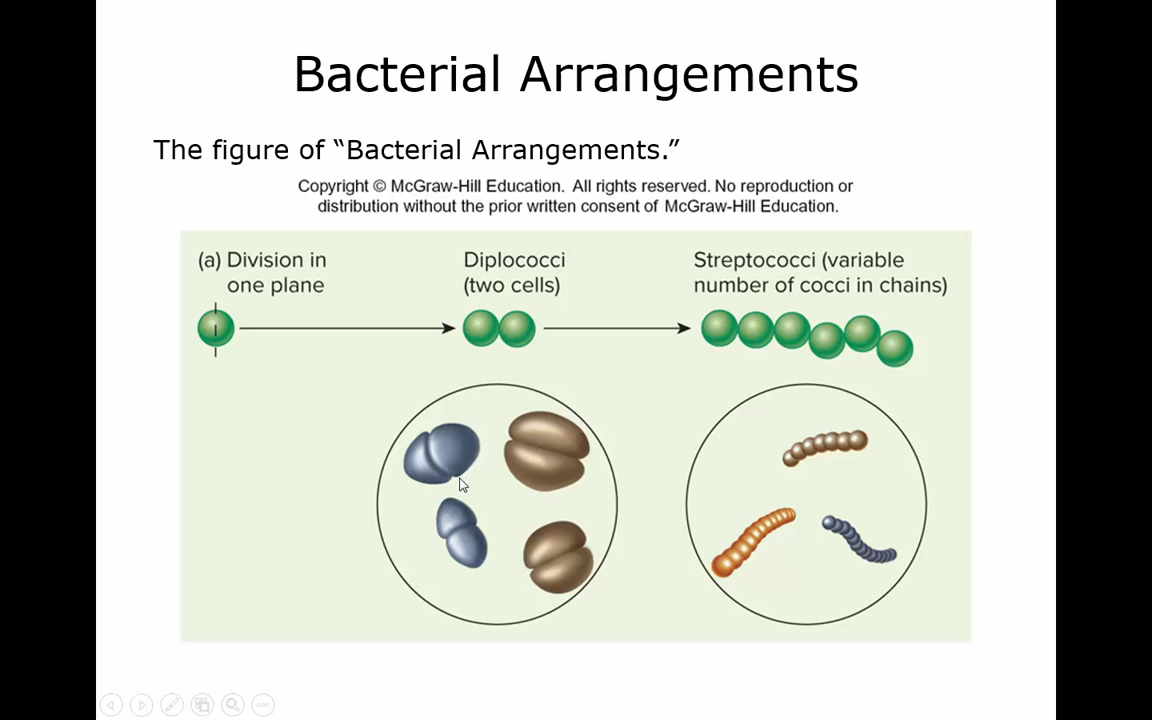 Bacterial Arrangements
The figure of “Bacterial Arrangements.”
Copyright © McGraw-Hill Education. All rights reserved. No reproduction or
distribution without the prior written consent of McGraw-Hill Education.
(a) Division in
one plane
Diplococci
(two cells)
Streptococci (variable
number of cocci in chains)